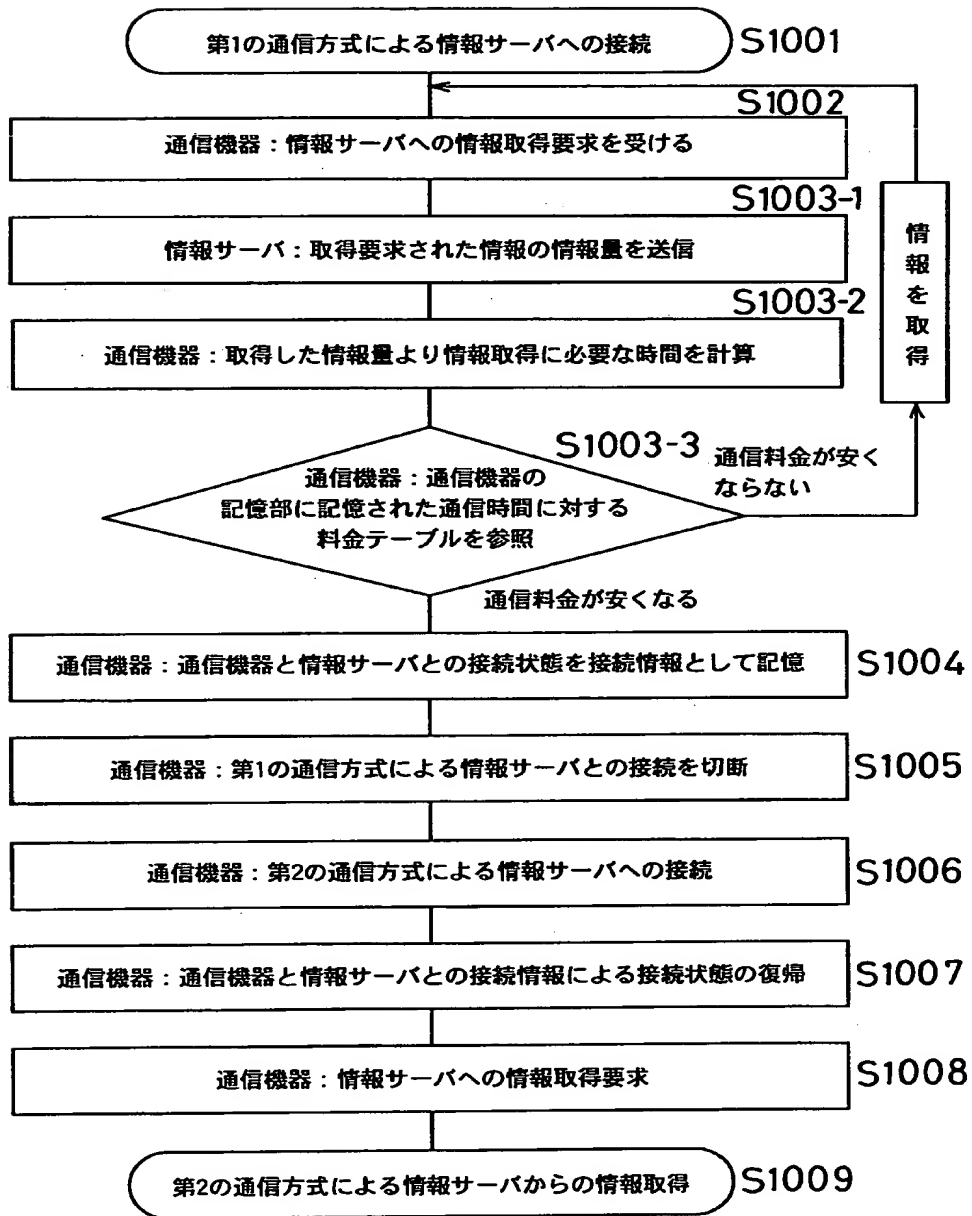 第1の通信方式による情報サーバへの接続
S1001
S1002
通信機器：情報サーバへの情報取得要求を受ける
S1003-1
情報サーバ：取得要求された情報の情報量を送信
情報を取得
S1003-2
通信機器：取得した情報量より情報取得に必要な時間を計算
S1003-3
通信機器：通信機器の
記憶部に記憶された通信時間に対する
料金テーブルを参照
通信料金が安く
ならない
通信料金が安くなる
通信機器：通信機器と情報サーバとの接続状態を接続情報として記憶
S1004
通信機器：第1の通信方式による情報サーバとの接続を切断
S1005
通信機器：第2の通信方式による情報サーバへの接続
S1006
通信機器：通信機器と情報サーバとの接続情報による接続状態の復帰
S1007
通信機器：情報サーバへの情報取得要求
S1008
第2の通信方式による情報サーバからの情報取得
S1009